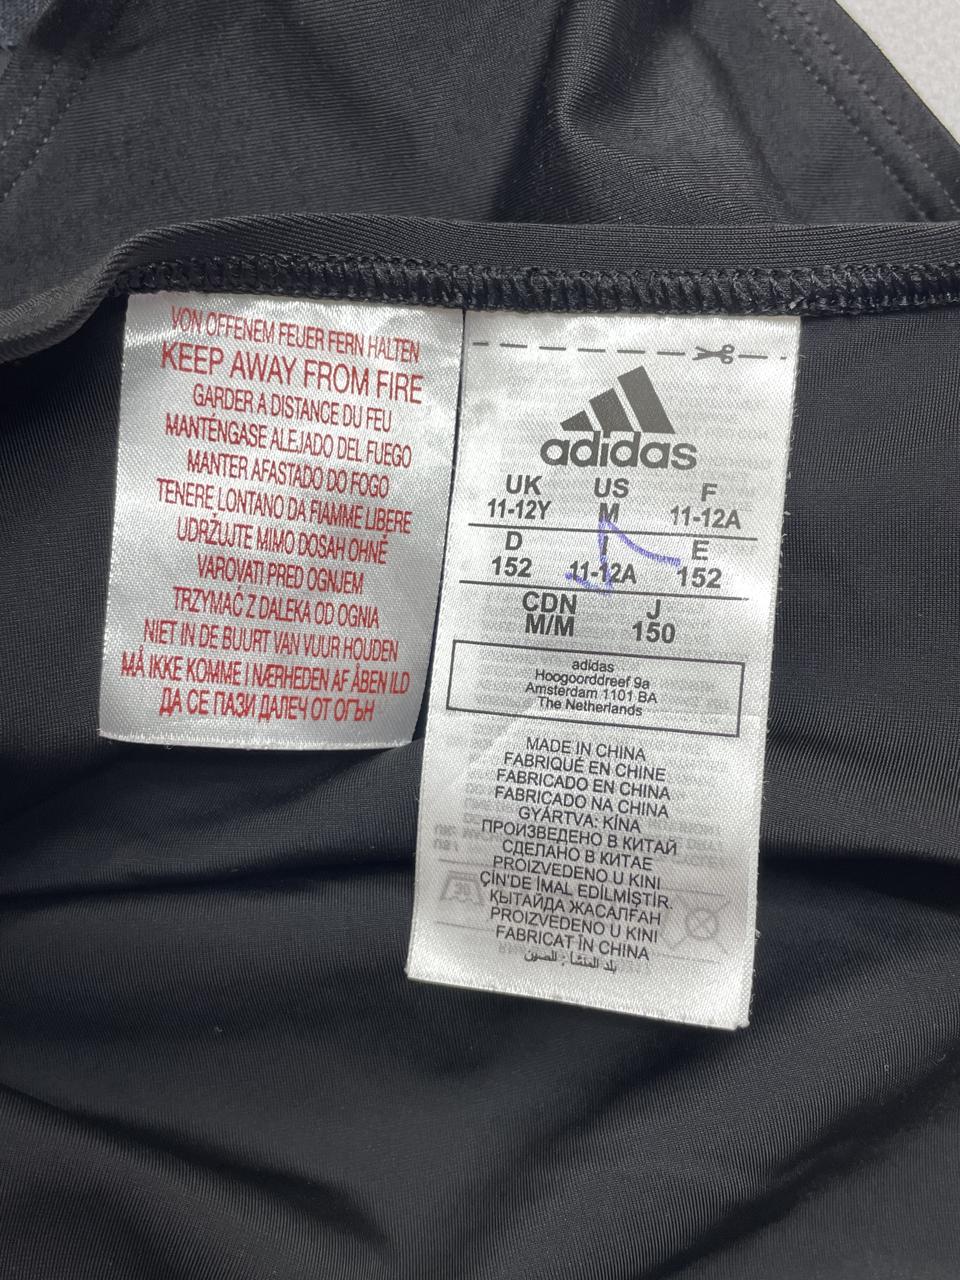 VON OFFENEM FEUER FERN HALTEN
KEEP AWAY FROM FIRE
GARDER A DISTANCE DU FEU
MANTÉNGASE ALEJADO DEL FUEGO
MANTER AFASTADO DO FOGO
TENERE LONTANO DA FIAMME LIBERE
UDRŽUJTE MIMO DOSAH OHNĚ
VAROVATI PRED OGNJEM
TRZYMAĆ Z DALEKA OD OGNIA
NIET IN DE BUURT VAN VUUR HOUDEN
MÅ IKKE KOMME I NÆRHEDEN AF ÅBEN ILD
ДА СЕ ПАЗИ ДАЛЕЧ ОТ ОГЪН
adidas
UK US F
11-12Y M 11-12A
D I E
152 11-12A 152
CDN J
M/M 150
adidas
Hoogoorddreef 9a
Amsterdam 1101 BA
The Netherlands
MADE IN CHINA
FABRIQUÉ EN CHINE
FABRICADO EN CHINA
FABRICADO NA CHINA
GYÁRTVA: KÍNA
ПРОИЗВЕДЕНО В КИТАЙ
СДЕЛАНО В КИТАЕ
PROIZVEDENO U KINI
ÇİN'DE İMAL EDİLMİŞTİR.
ҚЫТАЙДА ЖАСАЛҒАН
PROIZVEDENO U KINI
FABRICAT ÎN CHINA
بلد المنشأ : الصين